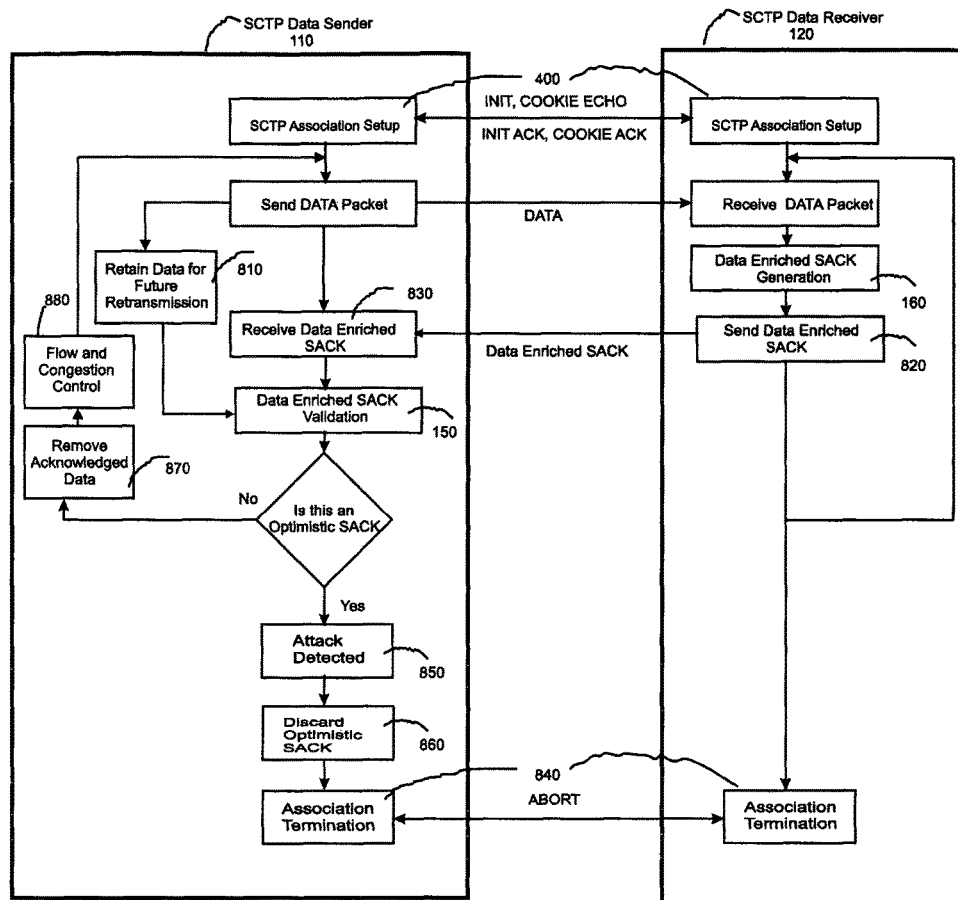 SCTP Data Sender
110
SCTP Data Receiver
120
400
INIT, COOKIE ECHO
SCTP Association Setup
INIT ACK, COOKIE ACK
SCTP Association Setup
Send DATA Packet
DATA
Receive DATA Packet
Retain Data for
Future
Retransmission
810
Data Enriched SACK
Generation
160
880
830
Receive Data Enriched
SACK
Data Enriched SACK
Send Data Enriched
SACK
820
Flow and
Congestion
Control
Data Enriched SACK
Validation
150
Remove
Acknowledged
Data
870
No
Is this an
Optimistic SACK
Yes
Attack
Detected
850
Discard
Optimistic
SACK
860
840
ABORT
Association
Termination
Association
Termination